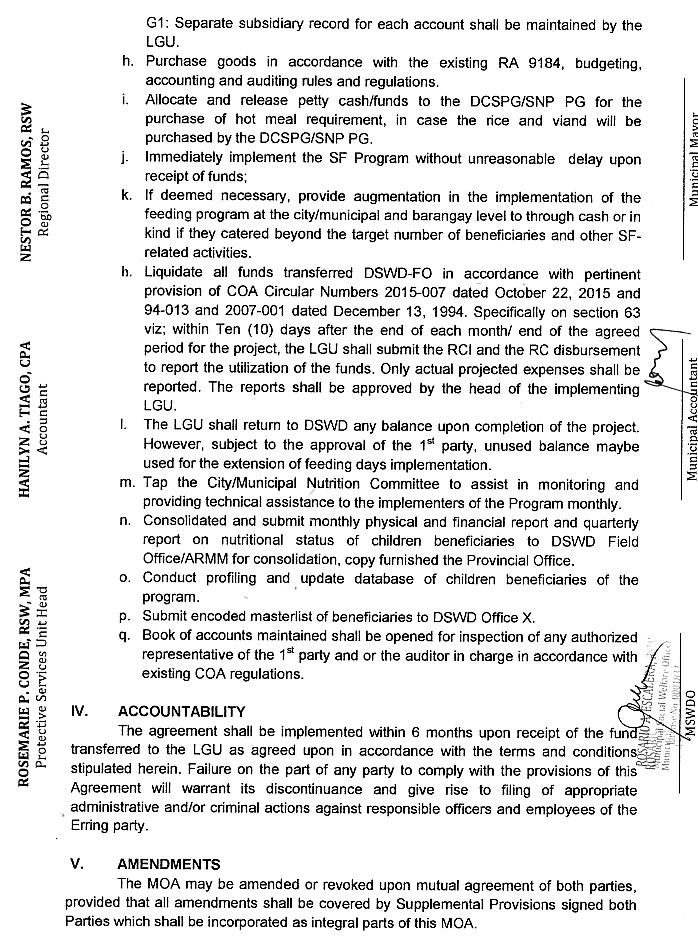 G1: Separate subsidiary record for each account shall be maintained by the
LGU.
h. Purchase goods in accordance with the existing RA 9184, budgeting,
accounting and auditing rules and regulations.
i. Allocate and release petty cash/funds to the DCSPG/SNP PG for the
purchase of hot meal requirement, in case the rice and viand will be
purchased by the DCSPG/SNP PG.
j. Immediately implement the SF Program without unreasonable delay upon
receipt of funds;
k. If deemed necessary, provide augmentation in the implementation of the
feeding program at the city/municipal and barangay level to through cash or in
kind if they catered beyond the target number of beneficiaries and other SF-
related activities.
h. Liquidate all funds transferred DSWD-FO in accordance with pertinent
provision of COA Circular Numbers 2015-007 dated October 22, 2015 and
94-013 and 2007-001 dated December 13, 1994. Specifically on section 63
viz; within Ten (10) days after the end of each month/ end of the agreed
period for the project, the LGU shall submit the RCI and the RC disbursement
to report the utilization of the funds. Only actual projected expenses shall be
reported. The reports shall be approved by the head of the implementing
LGU.
l. The LGU shall return to DSWD any balance upon completion of the project.
However, subject to the approval of the 1st party, unused balance maybe
used for the extension of feeding days implementation.
m. Tap the City/Municipal Nutrition Committee to assist in monitoring and
providing technical assistance to the implementers of the Program monthly.
n. Consolidated and submit monthly physical and financial report and quarterly
report on nutritional status of children beneficiaries to DSWD Field
Office/ARMM for consolidation, copy furnished the Provincial Office.
o. Conduct profiling and update database of children beneficiaries of the
program.
p. Submit encoded masterlist of beneficiaries to DSWD Office X.
q. Book of accounts maintained shall be opened for inspection of any authorized
representative of the 1st party and or the auditor in charge in accordance with
existing COA regulations.
IV. ACCOUNTABILITY
The agreement shall be implemented within 6 months upon receipt of the fund
transferred to the LGU as agreed upon in accordance with the terms and conditions
stipulated herein. Failure on the part of any party to comply with the provisions of this
Agreement will warrant its discontinuance and give rise to filing of appropriate
administrative and/or criminal actions against responsible officers and employees of the
Erring party.
V. AMENDMENTS
The MOA may be amended or revoked upon mutual agreement of both parties,
provided that all amendments shall be covered by Supplemental Provisions signed both
Parties which shall be incorporated as integral parts of this MOA.
NESTOR B. RAMOS, RSW
Regional Director
HANILYN A. TIAGO, CPA
Accountant
ROSEMARIE P. CONDE, RSW, MPA
Protective Services Unit Head
Municipal Mayor
Municipal Accountant
MSWDO